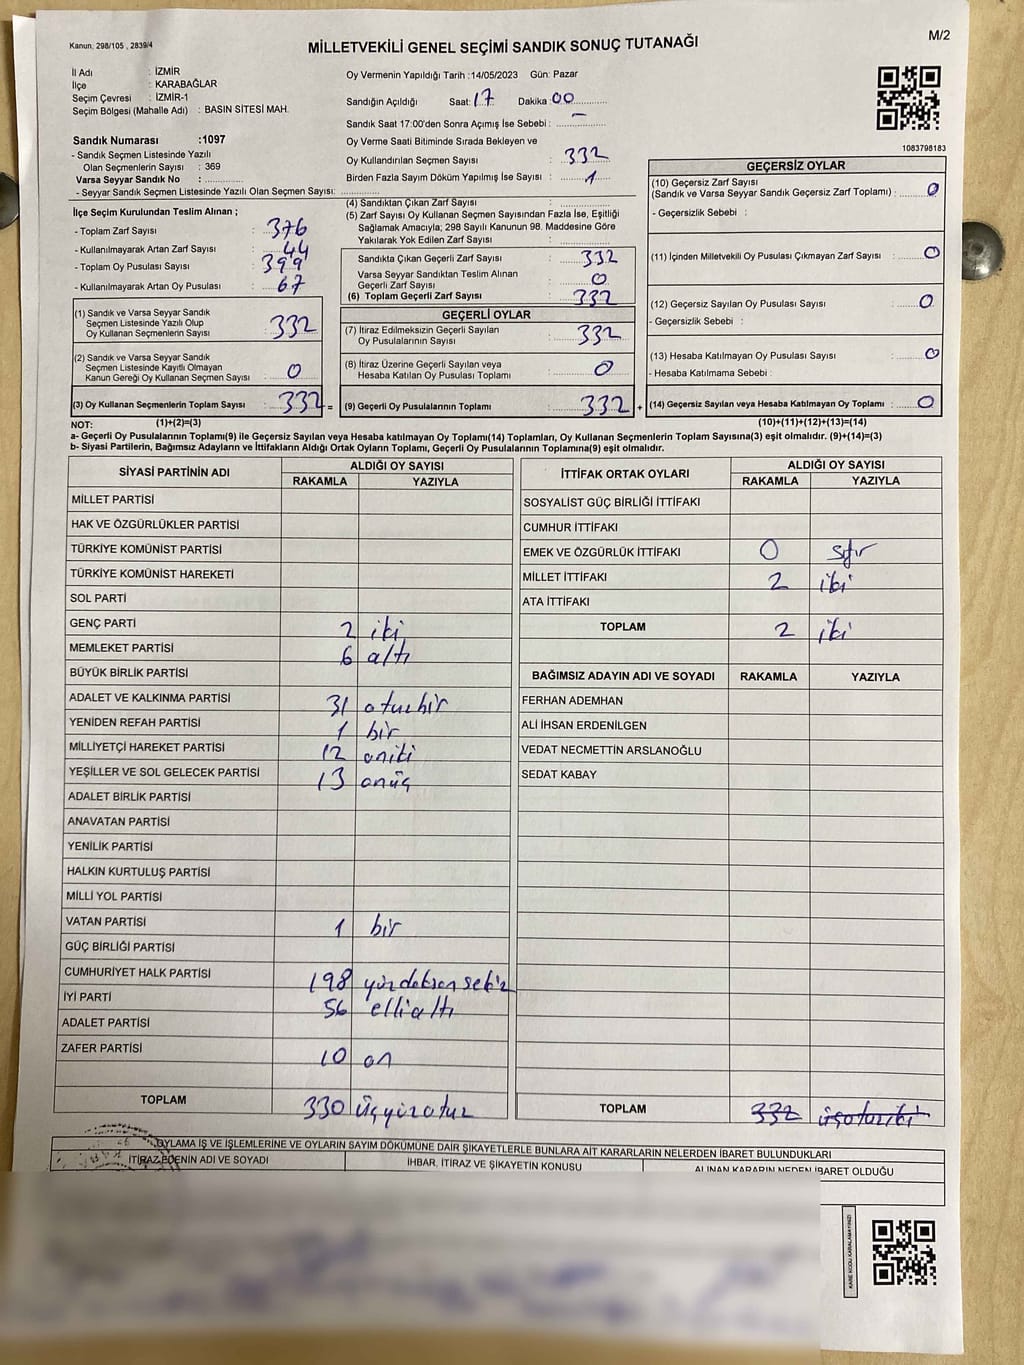 Kanun, 298/105 , 2839/4
MİLLETVEKİLİ GENEL SEÇİMİ SANDIK SONUÇ TUTANAĞI
M/2
İl Adı : İZMİR
İlçe : KARABAĞLAR
Seçim Çevresi : İZMİR-1
Seçim Bölgesi (Mahalle Adı) : BASIN SİTESİ MAH.
Oy Vermenin Yapıldığı Tarih :14/05/2023 Gün: Pazar
Sandığın Açıldığı Saat: 17 Dakika 00
Sandık Saat 17:00'den Sonra Açımış İse Sebebi : –
Sandık Numarası :1097
- Sandık Seçmen Listesinde Yazılı
Olan Seçmenlerin Sayısı : 369
Varsa Seyyar Sandık No :
- Seyyar Sandık Seçmen Listesinde Yazılı Olan Seçmen Sayısı:
Oy Verme Saati Bitiminde Sırada Bekleyen ve
Oy Kullandırılan Seçmen Sayısı : 332
Birden Fazla Sayım Döküm Yapılmış İse Sayısı : 1
1083798183
İlçe Seçim Kurulundan Teslim Alınan ;
- Toplam Zarf Sayısı : 376
- Kullanılmayarak Artan Zarf Sayısı : 44
- Toplam Oy Pusulası Sayısı : 399
- Kullanılmayarak Artan Oy Pusulası : 67
(1) Sandık ve Varsa Seyyar Sandık
Seçmen Listesinde Yazılı Olup
Oy Kullanan Seçmenlerin Sayısı : 332
(2) Sandık ve Varsa Seyyar Sandık
Seçmen Listesinde Kayıtlı Olmayan
Kanun Gereği Oy Kullanan Seçmen Sayısı : 0
(3) Oy Kullanan Seçmenlerin Toplam Sayısı : 332 =
(4) Sandıktan Çıkan Zarf Sayısı :
(5) Zarf Sayısı Oy Kullanan Seçmen Sayısından Fazla İse, Eşitliği
Sağlamak Amacıyla; 298 Sayılı Kanunun 98. Maddesine Göre
Yakılarak Yok Edilen Zarf Sayısı :
Sandıkta Çıkan Geçerli Zarf Sayısı : 332
Varsa Seyyar Sandıktan Teslim Alınan
Geçerli Zarf Sayısı : 0
(6) Toplam Geçerli Zarf Sayısı : 332
GEÇERLİ OYLAR
(7) İtiraz Edilmeksizin Geçerli Sayılan
Oy Pusulalarının Sayısı : 332
(8) İtiraz Üzerine Geçerli Sayılan veya
Hesaba Katılan Oy Pusulası Toplamı : 0
(9) Geçerli Oy Pusulalarının Toplamı : 332 +
GEÇERSİZ OYLAR
(10) Geçersiz Zarf Sayısı
(Sandık ve Varsa Seyyar Sandık Geçersiz Zarf Toplamı) : 0
- Geçersizlik Sebebi :
(11) İçinden Milletvekili Oy Pusulası Çıkmayan Zarf Sayısı : 0
(12) Geçersiz Sayılan Oy Pusulası Sayısı : 0
- Geçersizlik Sebebi :
(13) Hesaba Katılmayan Oy Pusulası Sayısı : 0
- Hesaba Katılmama Sebebi :
(14) Geçersiz Sayılan veya Hesaba Katılmayan Oy Toplamı : 0
NOT: (1)+(2)=(3) (10)+(11)+(12)+(13)=(14)
a- Geçerli Oy Pusulalarının Toplamı(9) ile Geçersiz Sayılan veya Hesaba katılmayan Oy Toplamı(14) Toplamları, Oy Kullanan Seçmenlerin Toplam Sayısına(3) eşit olmalıdır. (9)+(14)=(3)
b- Siyasi Partilerin, Bağımsız Adayların ve İttifakların Aldığı Ortak Oyların Toplamı, Geçerli Oy Pusulalarının Toplamına(9) eşit olmalıdır.
SİYASİ PARTİNİN ADI
ALDIĞI OY SAYISI
RAKAMLA YAZIYLA
MİLLET PARTİSİ
HAK VE ÖZGÜRLÜKLER PARTİSİ
TÜRKİYE KOMÜNİST PARTİSİ
TÜRKİYE KOMÜNİST HAREKETİ
SOL PARTİ
GENÇ PARTİ 2 iki
MEMLEKET PARTİSİ 6 altı
BÜYÜK BİRLİK PARTİSİ
ADALET VE KALKINMA PARTİSİ 31 otuzbir
YENİDEN REFAH PARTİSİ 1 bir
MİLLİYETÇİ HAREKET PARTİSİ 12 oniki
YEŞİLLER VE SOL GELECEK PARTİSİ 13 onüç
ADALET BİRLİK PARTİSİ
ANAVATAN PARTİSİ
YENİLİK PARTİSİ
HALKIN KURTULUŞ PARTİSİ
MİLLİ YOL PARTİSİ
VATAN PARTİSİ 1 bir
GÜÇ BİRLİĞİ PARTİSİ
CUMHURİYET HALK PARTİSİ 198 yüzdoksansekiz
İYİ PARTİ 56 elli altı
ADALET PARTİSİ
ZAFER PARTİSİ 10 on
TOPLAM 330 üçyüzotuz
İTTİFAK ORTAK OYLARI
ALDIĞI OY SAYISI
RAKAMLA YAZIYLA
SOSYALİST GÜÇ BİRLİĞİ İTTİFAKI
CUMHUR İTTİFAKI
EMEK VE ÖZGÜRLÜK İTTİFAKI 0 sıfır
MİLLET İTTİFAKI 2 iki
ATA İTTİFAKI
TOPLAM 2 iki
BAĞIMSIZ ADAYIN ADI VE SOYADI RAKAMLA YAZIYLA
FERHAN ADEMHAN
ALİ İHSAN ERDENİLGEN
VEDAT NECMETTİN ARSLANOĞLU
SEDAT KABAY
TOPLAM 332
OYLAMA İŞ VE İŞLEMLERİNE VE OYLARIN SAYIM DÖKÜMÜNE DAİR ŞİKAYETLERLE BUNLARA AİT KARARLARIN NELERDEN İBARET BULUNDUKLARI
İTİRAZ EDENİN ADI VE SOYADI İHBAR, İTİRAZ VE ŞİKAYETİN KONUSU ALINAN KARARIN NEDEN İBARET OLDUĞU
KARE KODU KARALAMAYINIZ!